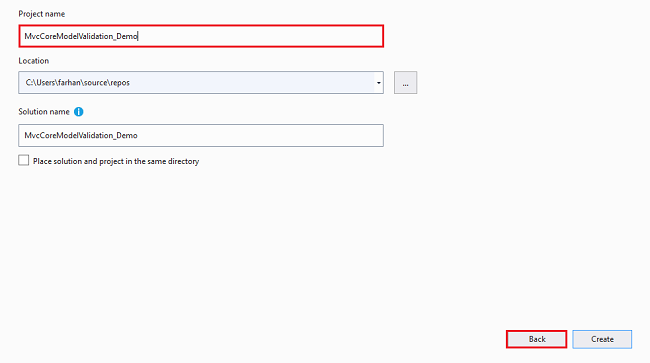 Project name
MvcCoreModelValidation_Demo
Location
C:\Users\farhan\source\repos
...
Solution name
MvcCoreModelValidation_Demo
Place solution and project in the same directory
Back
Create